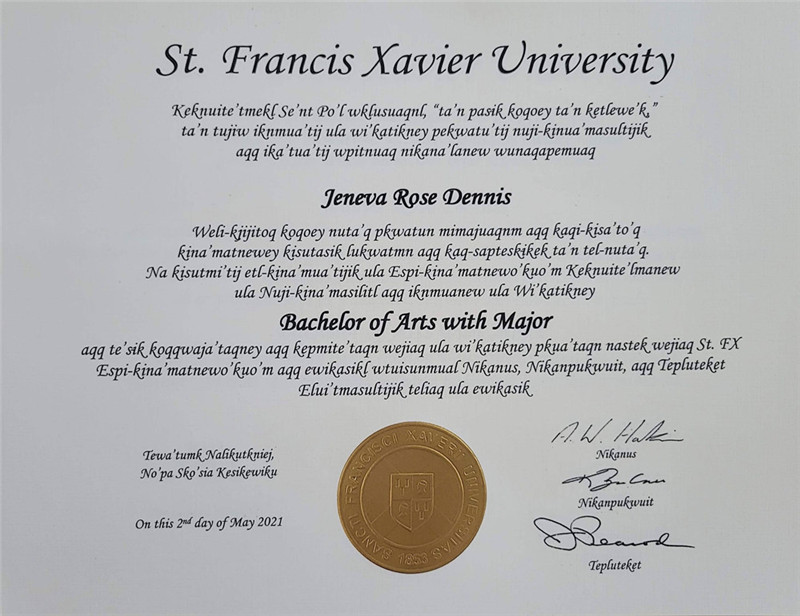 St. Francis Xavier University
Keknuite'tmekl Se'nt Po'l wklusuaqnl, "ta'n pasik koqoey ta'n ketlewe'k,"
ta'n tujiw iknmua'tij ula wi'katikney pekwatu'tij nuji-kinua'masultijik
aqq ika'tua'tij wpitnuaq nikana'lanew wunaqapemuaq
Jeneva Rose Dennis
Weli-kjijitoq koqoey nuta'q pkwatun mimajuaqnm aqq kaqi-kisa'to'q
kina'matnewey kisutasik lukwatmn aqq kaq-sapteskikek ta'n tel-nuta'q.
Na kisutmi'tij etl-kina'mua'tijik ula Espi-kina'matnewo'kuo'm Keknuite'lmanew
ula Nuji-kina'masilitl aqq iknmuanew ula Wi'katikney
Bachelor of Arts with Major
aqq te'sik koqqwaja'taqney aqq kepmite'taqn wejiaq ula wi'katikney pkua'taqn nastek wejiaq St. FX
Espi-kina'matnewo'kuo'm aqq ewikasikl wtuisunmual Nikanus, Nikanpukwuit, aqq Tepluteket
Elui'tmasultijik teliaq ula ewikasik
Tewa'tumk Nalikutkniej,
No'pa Sko'sia Kesikewiku
On this 2nd day of May 2021
SANCTI FRANCISCI XAVERII UNIVERSITAS
1853
Nikanus
Nikanpukwuit
Tepluteket